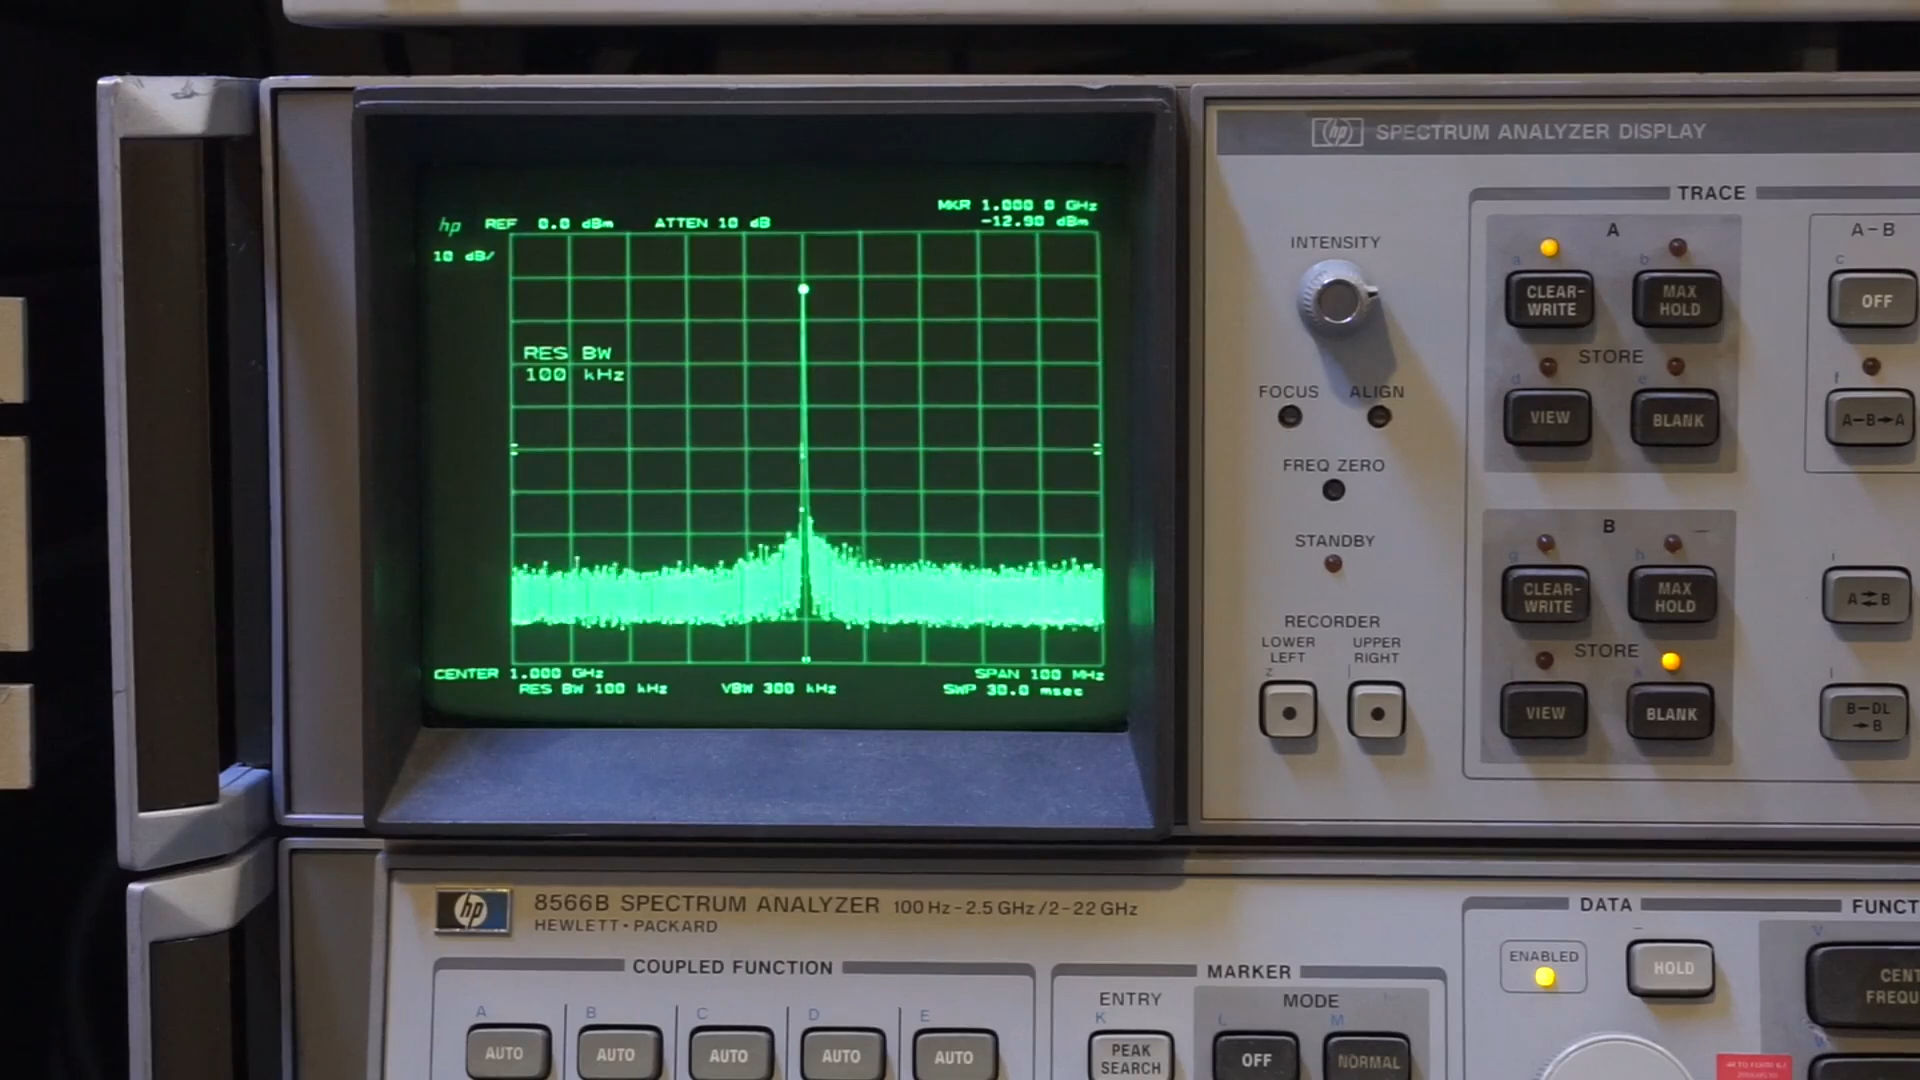 hp SPECTRUM ANALYZER DISPLAY
MKR 1.000 0 GHz
-12.90 dBm
hp REF 0.0 dBm ATTEN 10 dB
10 dB/
RES BW
100 kHz
CENTER 1.000 GHz SPAN 100 MHz
RES BW 100 kHz VBW 300 kHz SWP 30.0 msec
INTENSITY
FOCUS ALIGN
FREQ ZERO
STANDBY
RECORDER
LOWER LEFT
UPPER RIGHT
z
TRACE
A
a CLEAR-WRITE
b MAX HOLD
STORE
d VIEW
e BLANK
A-B
c OFF
f A-B→A
B
g CLEAR-WRITE
h MAX HOLD
STORE
j VIEW
k BLANK
i A⇄B
l B-DL→B
hp 8566B SPECTRUM ANALYZER 100 Hz-2.5 GHz/2-22 GHz
HEWLETT • PACKARD
COUPLED FUNCTION
A B C D E
AUTO AUTO AUTO AUTO AUTO
MARKER
ENTRY
MODE
K PEAK SEARCH
L OFF
M NORMAL
DATA
ENABLED
HOLD
FUNCT
V
CENT
FREQU